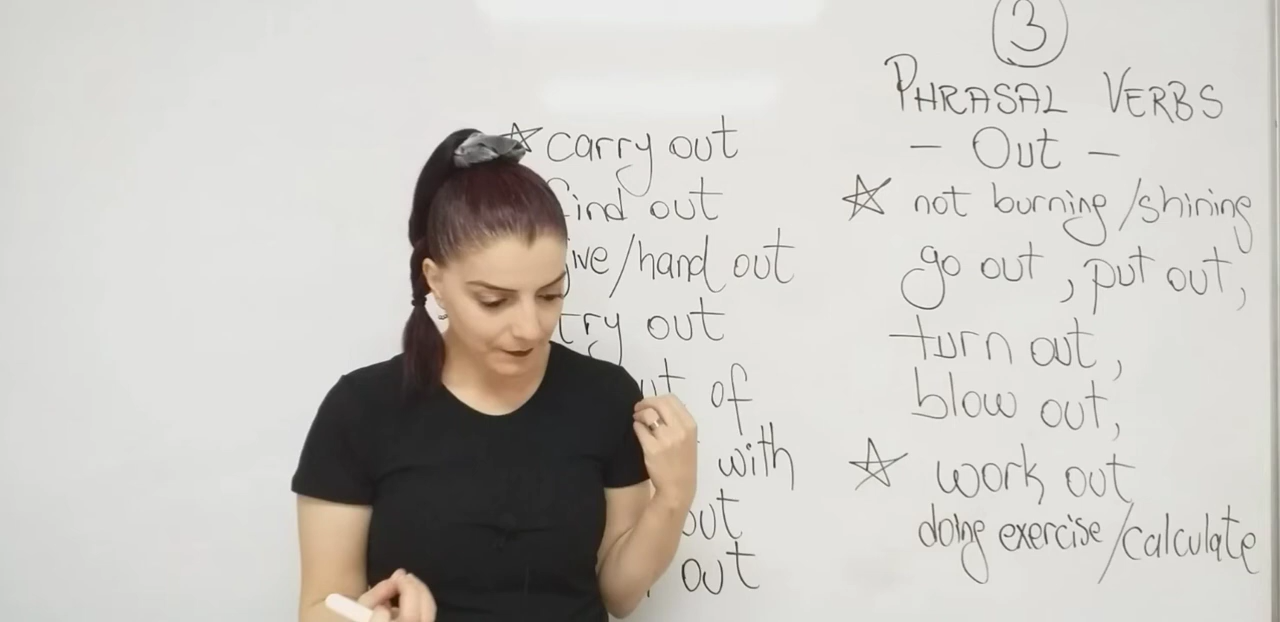 carry out
find out
/hand out
try out
of
with
out
out
3
PHRASAL VERBS
- Out -
not burning/shining
go out, put out,
turn out,
blow out,
work out
doing exercise/calculate